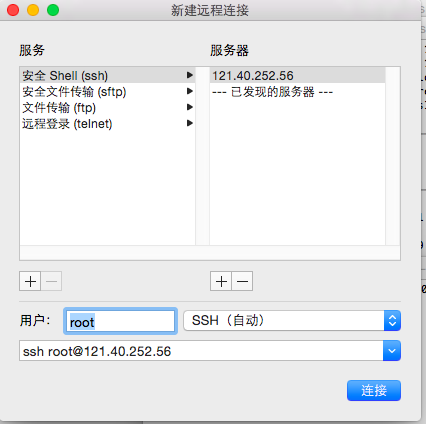 新建远程连接
服务
服务器
安全 Shell (ssh)
121.40.252.56
安全文件传输 (sftp)
--- 已发现的服务器 ---
文件传输 (ftp)
远程登录 (telnet)
用户:
root
SSH（自动）
ssh root@121.40.252.56
连接